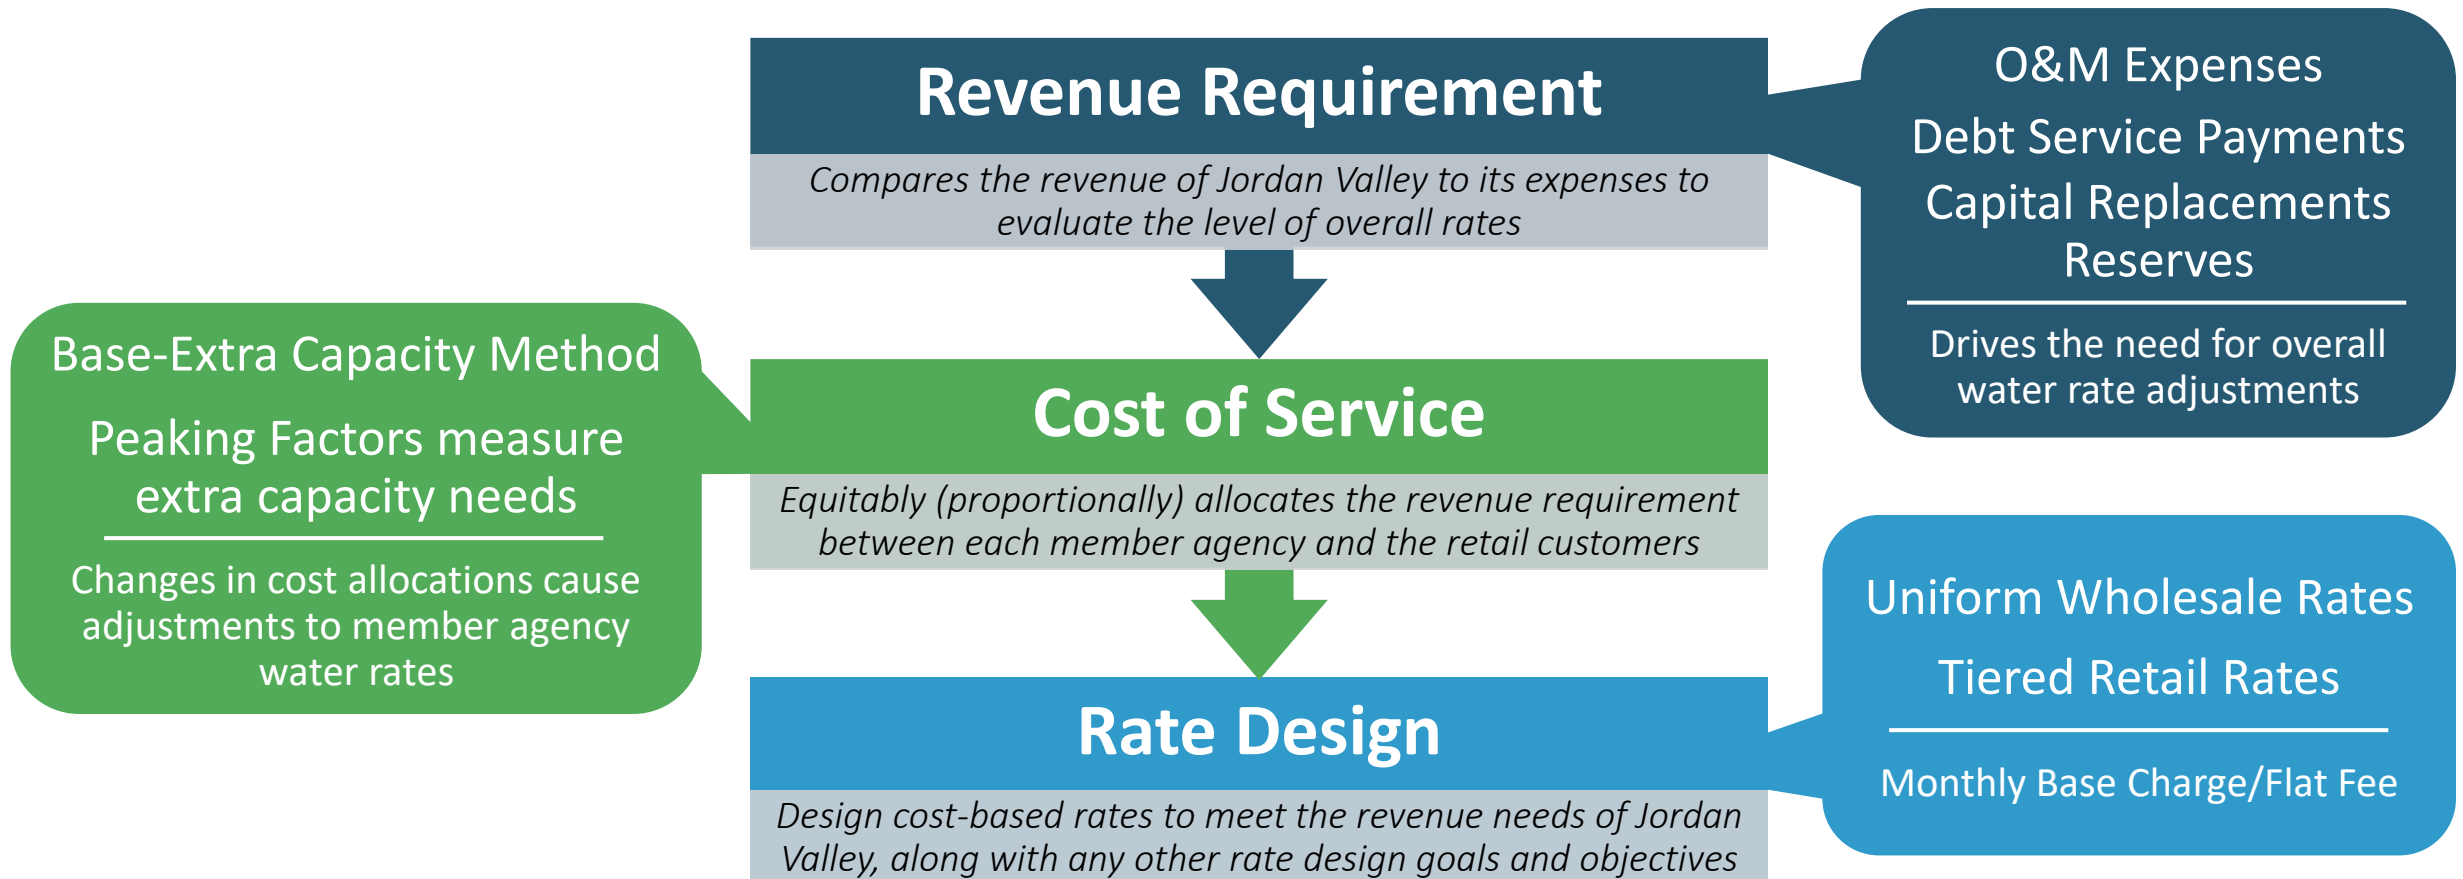 Revenue Requirement
Compares the revenue of Jordan Valley to its expenses to
evaluate the level of overall rates
O&M Expenses
Debt Service Payments
Capital Replacements
Reserves
Drives the need for overall
water rate adjustments
Base-Extra Capacity Method
Peaking Factors measure
extra capacity needs
Changes in cost allocations cause
adjustments to member agency
water rates
Cost of Service
Equitably (proportionally) allocates the revenue requirement
between each member agency and the retail customers
Rate Design
Design cost-based rates to meet the revenue needs of Jordan
Valley, along with any other rate design goals and objectives
Uniform Wholesale Rates
Tiered Retail Rates
Monthly Base Charge/Flat Fee